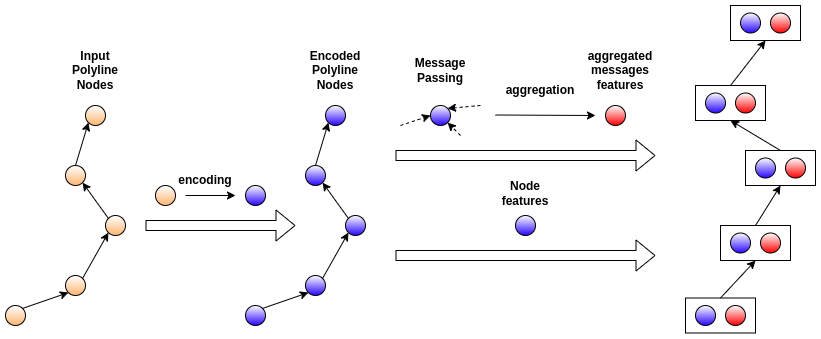 Input
Polyline
Nodes
encoding
Encoded
Polyline
Nodes
Message
Passing
aggregation
aggregated
messages
features
Node
features